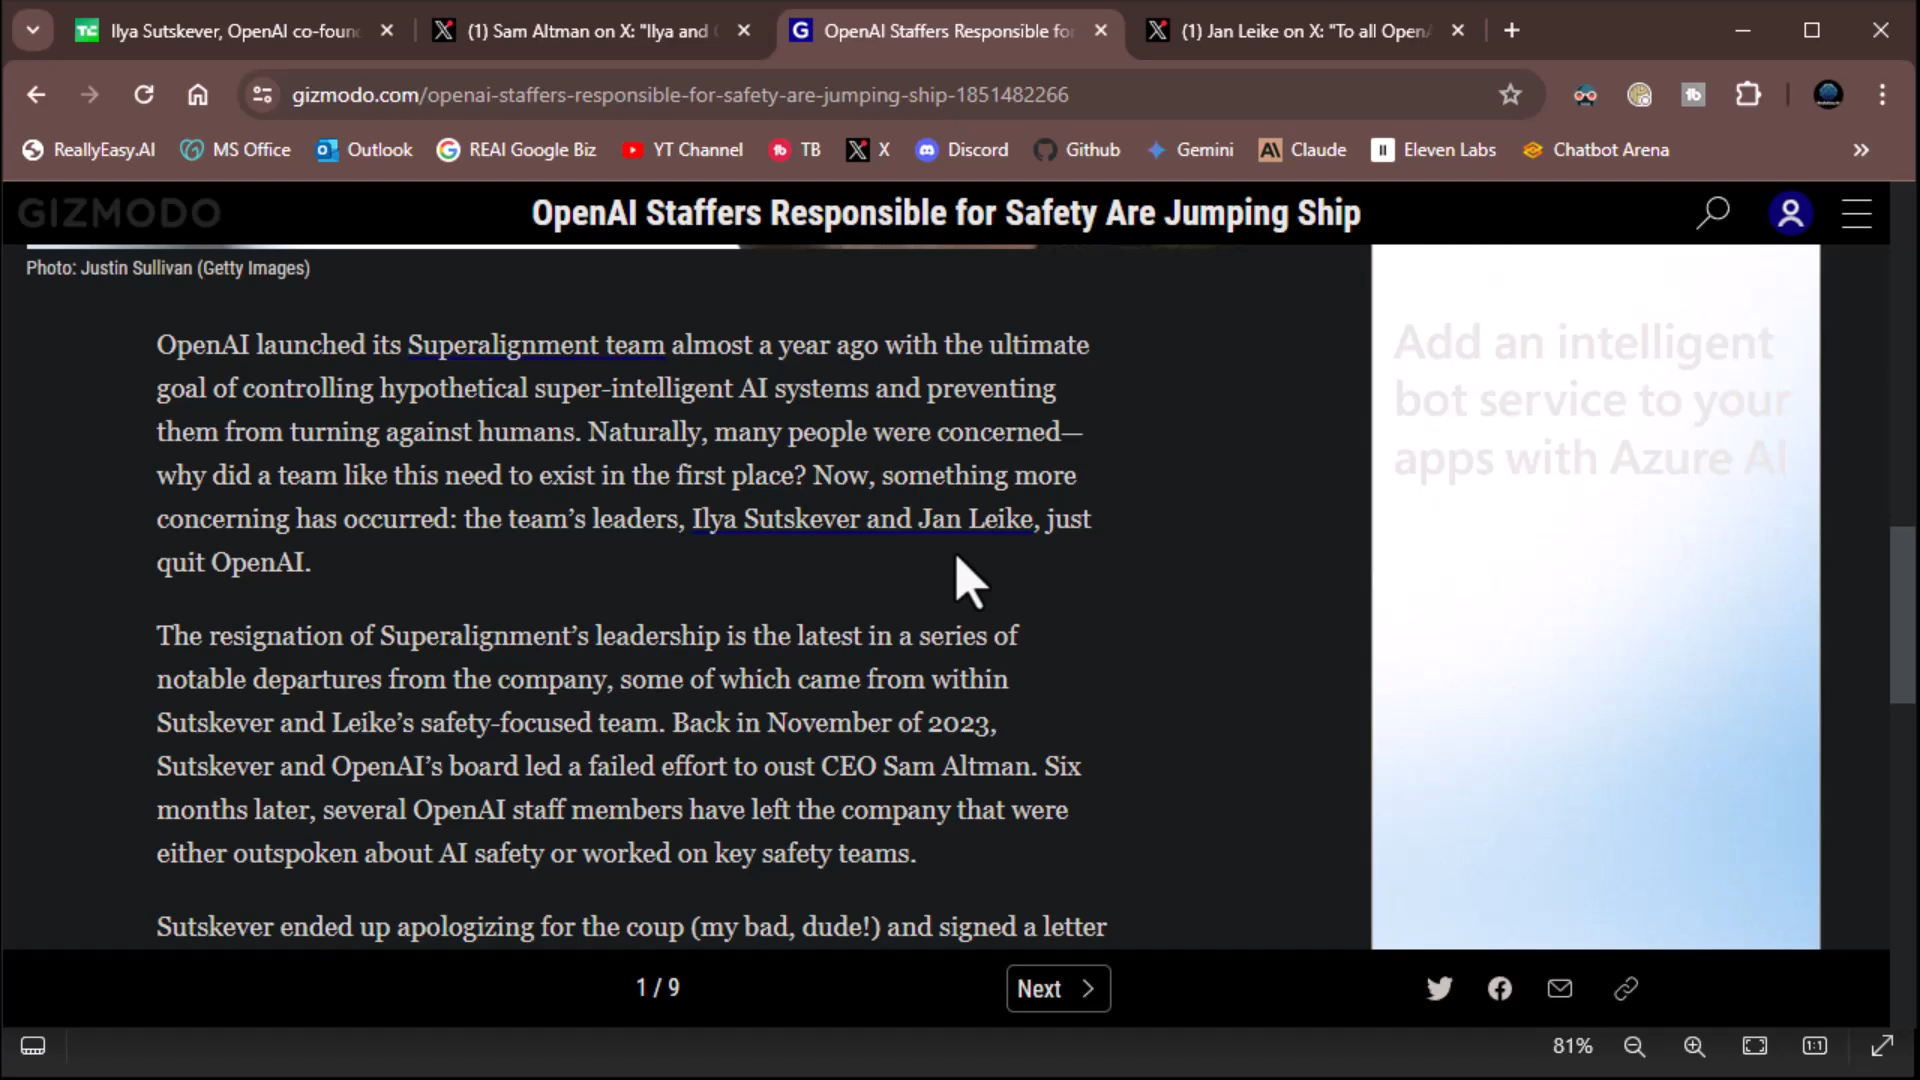 Ilya Sutskever, OpenAI co-foun
(1) Sam Altman on X: "Ilya and
OpenAI Staffers Responsible fo
(1) Jan Leike on X: "To all Open
gizmodo.com/openai-staffers-responsible-for-safety-are-jumping-ship-1851482266
ReallyEasy.AI
MS Office
Outlook
REAI Google Biz
YT Channel
TB
X
Discord
Github
Gemini
Claude
Eleven Labs
Chatbot Arena
GIZMODO
OpenAI Staffers Responsible for Safety Are Jumping Ship
Photo: Justin Sullivan (Getty Images)
OpenAI launched its Superalignment team almost a year ago with the ultimate
goal of controlling hypothetical super-intelligent AI systems and preventing
them from turning against humans. Naturally, many people were concerned—
why did a team like this need to exist in the first place? Now, something more
concerning has occurred: the team's leaders, Ilya Sutskever and Jan Leike, just
quit OpenAI.
The resignation of Superalignment's leadership is the latest in a series of
notable departures from the company, some of which came from within
Sutskever and Leike's safety-focused team. Back in November of 2023,
Sutskever and OpenAI's board led a failed effort to oust CEO Sam Altman. Six
months later, several OpenAI staff members have left the company that were
either outspoken about AI safety or worked on key safety teams.
Sutskever ended up apologizing for the coup (my bad, dude!) and signed a letter
Add an intelligent
bot service to your
apps with Azure AI
1 / 9
Next
81%